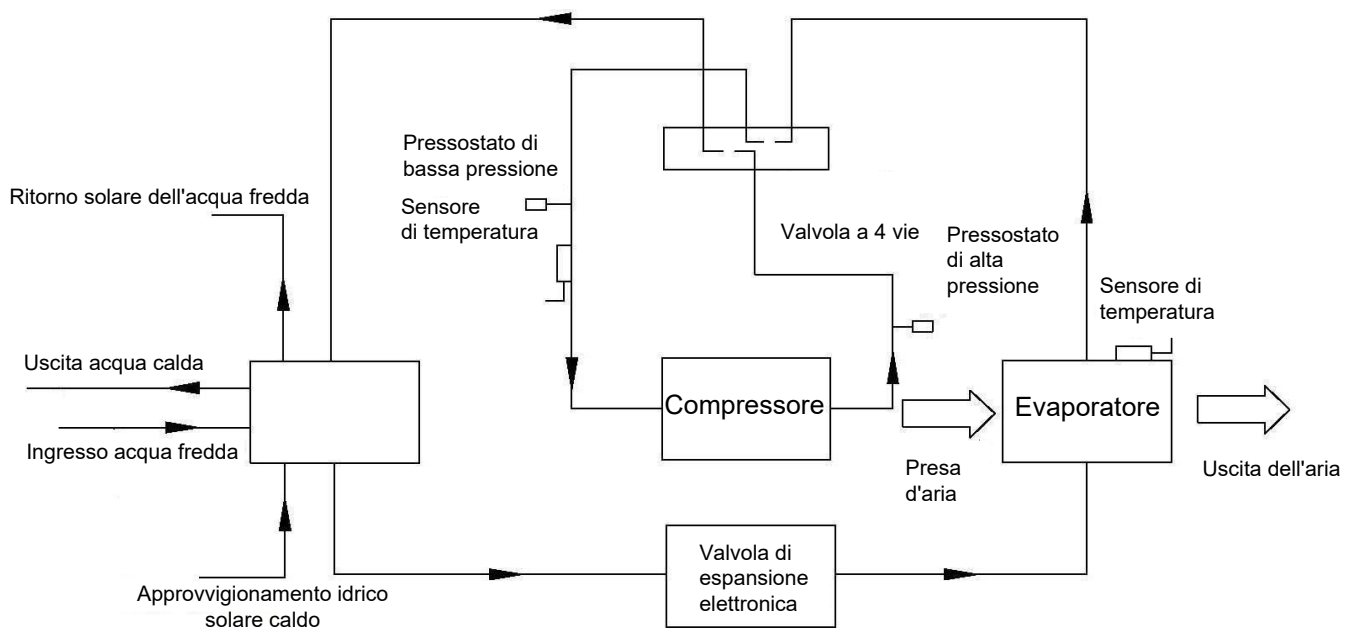 Pressostato di
bassa pressione
Ritorno solare dell'acqua fredda
Sensore
di temperatura
Valvola a 4 vie
Pressostato
di alta
pressione
Sensore di
temperatura
Uscita acqua calda
Ingresso acqua fredda
Compressore
Evaporatore
Presa
d'aria
Uscita dell'aria
Approvvigionamento idrico
solare caldo
Valvola di
espansione
elettronica